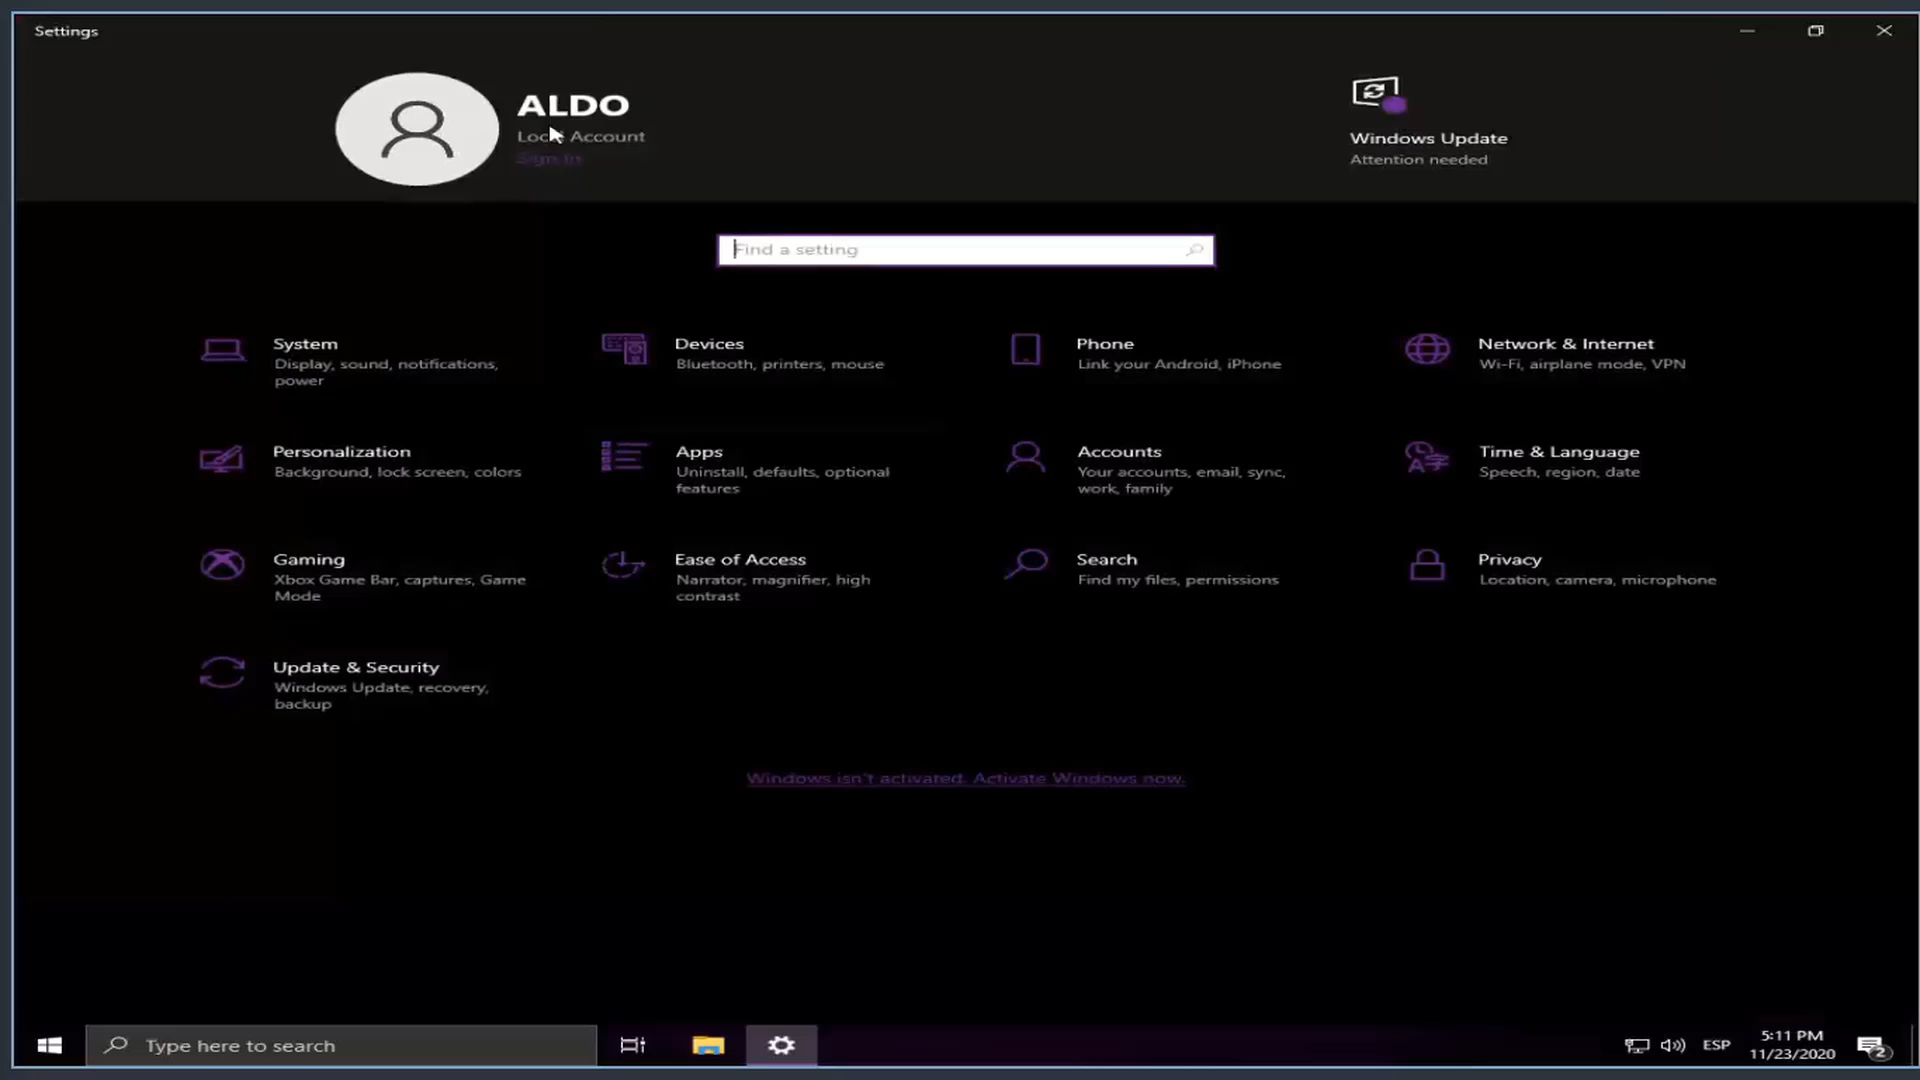 Settings
ALDO
Local Account
Sign in
Windows Update
Attention needed
Find a setting
System
Display, sound, notifications,
power
Devices
Bluetooth, printers, mouse
Phone
Link your Android, iPhone
Network & Internet
Wi-Fi, airplane mode, VPN
Personalization
Background, lock screen, colors
Apps
Uninstall, defaults, optional
features
Accounts
Your accounts, email, sync,
work, family
Time & Language
Speech, region, date
Gaming
Xbox Game Bar, captures, Game
Mode
Ease of Access
Narrator, magnifier, high
contrast
Search
Find my files, permissions
Privacy
Location, camera, microphone
Update & Security
Windows Update, recovery,
backup
Windows isn't activated. Activate Windows now.
Type here to search
ESP
5:11 PM
11/23/2020
2